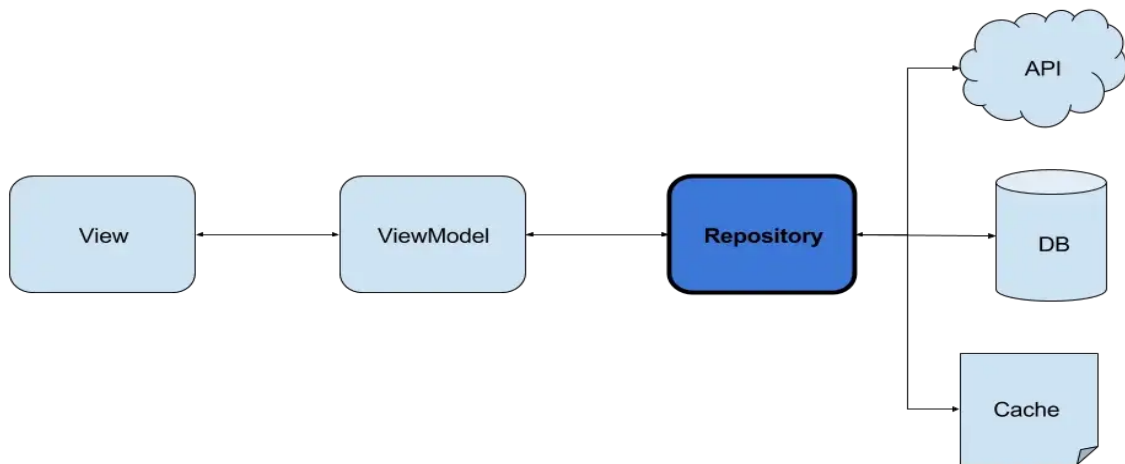 View
ViewModel
Repository
API
DB
Cache